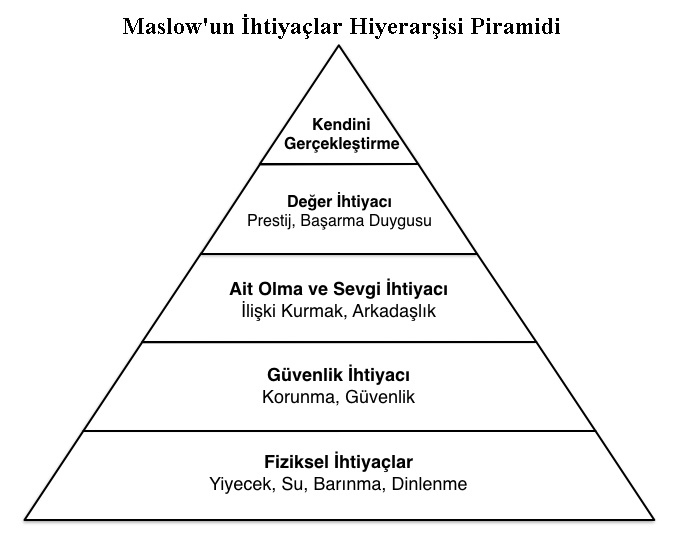 Maslow'un İhtiyaçlar Hiyerarşisi Piramidi
Kendini
Gerçekleştirme
Değer İhtiyacı
Prestij, Başarma Duygusu
Ait Olma ve Sevgi İhtiyacı
İlişki Kurmak, Arkadaşlık
Güvenlik İhtiyacı
Korunma, Güvenlik
Fiziksel İhtiyaçlar
Yiyecek, Su, Barınma, Dinlenme